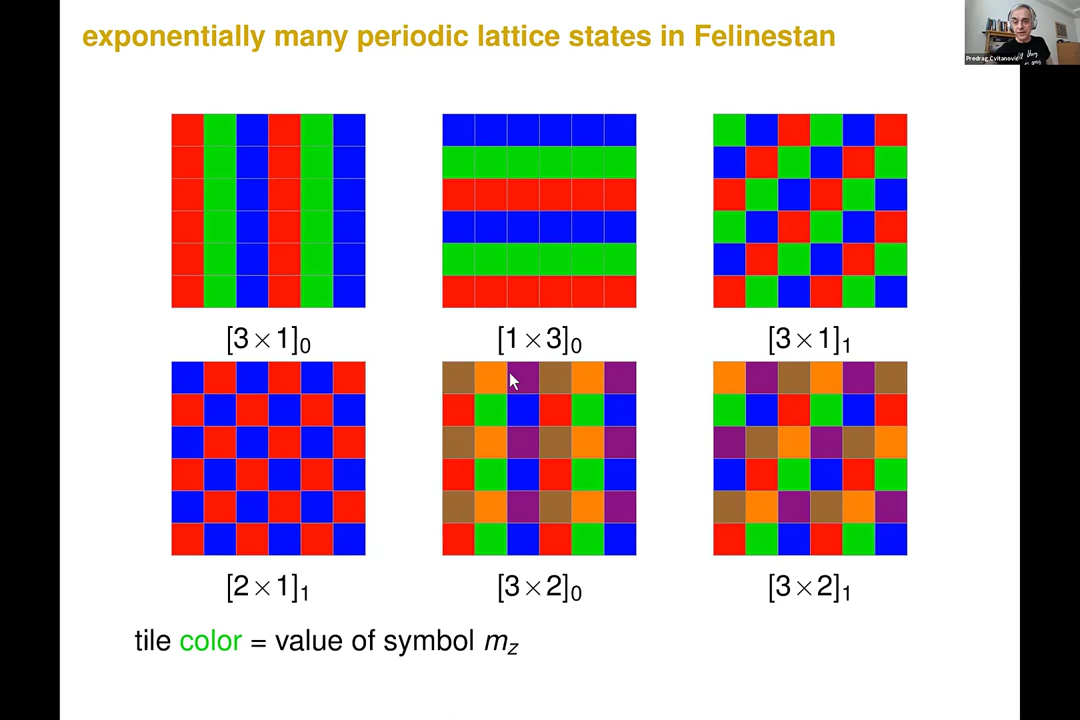 exponentially many periodic lattice states in Felinestan
Predrag Cvitanović
[3×1]₀ [1×3]₀ [3×1]₁
[2×1]₁ [3×2]₀ [3×2]₁
tile color = value of symbol m_z